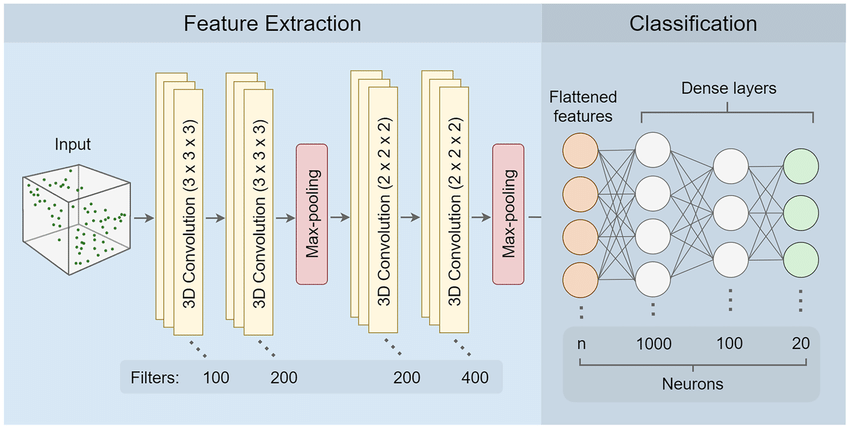 Feature Extraction
Classification
Input
3D Convolution (3 x 3 x 3)
3D Convolution (3 x 3 x 3)
Max-pooling
3D Convolution (2 x 2 x 2)
3D Convolution (2 x 2 x 2)
Max-pooling
Filters: 100 200 200 400
Flattened
features
Dense layers
n 1000 100 20
Neurons